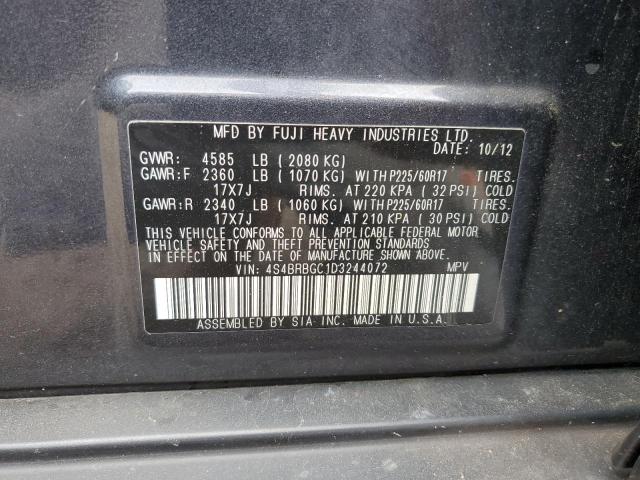 MFD BY FUJI HEAVY INDUSTRIES LTD.
DATE: 10/12
GVWR: 4585 LB ( 2080 KG)
GAWR:F 2360 LB ( 1070 KG) WITH P225/60R17 TIRES.
17X7J RIMS. AT 220 KPA ( 32 PSI) COLD
GAWR:R 2340 LB ( 1060 KG) WITH P225/60R17 TIRES.
17X7J RIMS. AT 210 KPA ( 30 PSI) COLD
THIS VEHICLE CONFORMS TO ALL APPLICABLE FEDERAL MOTOR
VEHICLE SAFETY AND THEFT PREVENTION STANDARDS
IN EFFECT ON THE DATE OF MANUFACTURE SHOWN ABOVE.
VIN: 4S4BRBGC1D3244072 MPV
ASSEMBLED BY SIA INC. MADE IN U.S.A.